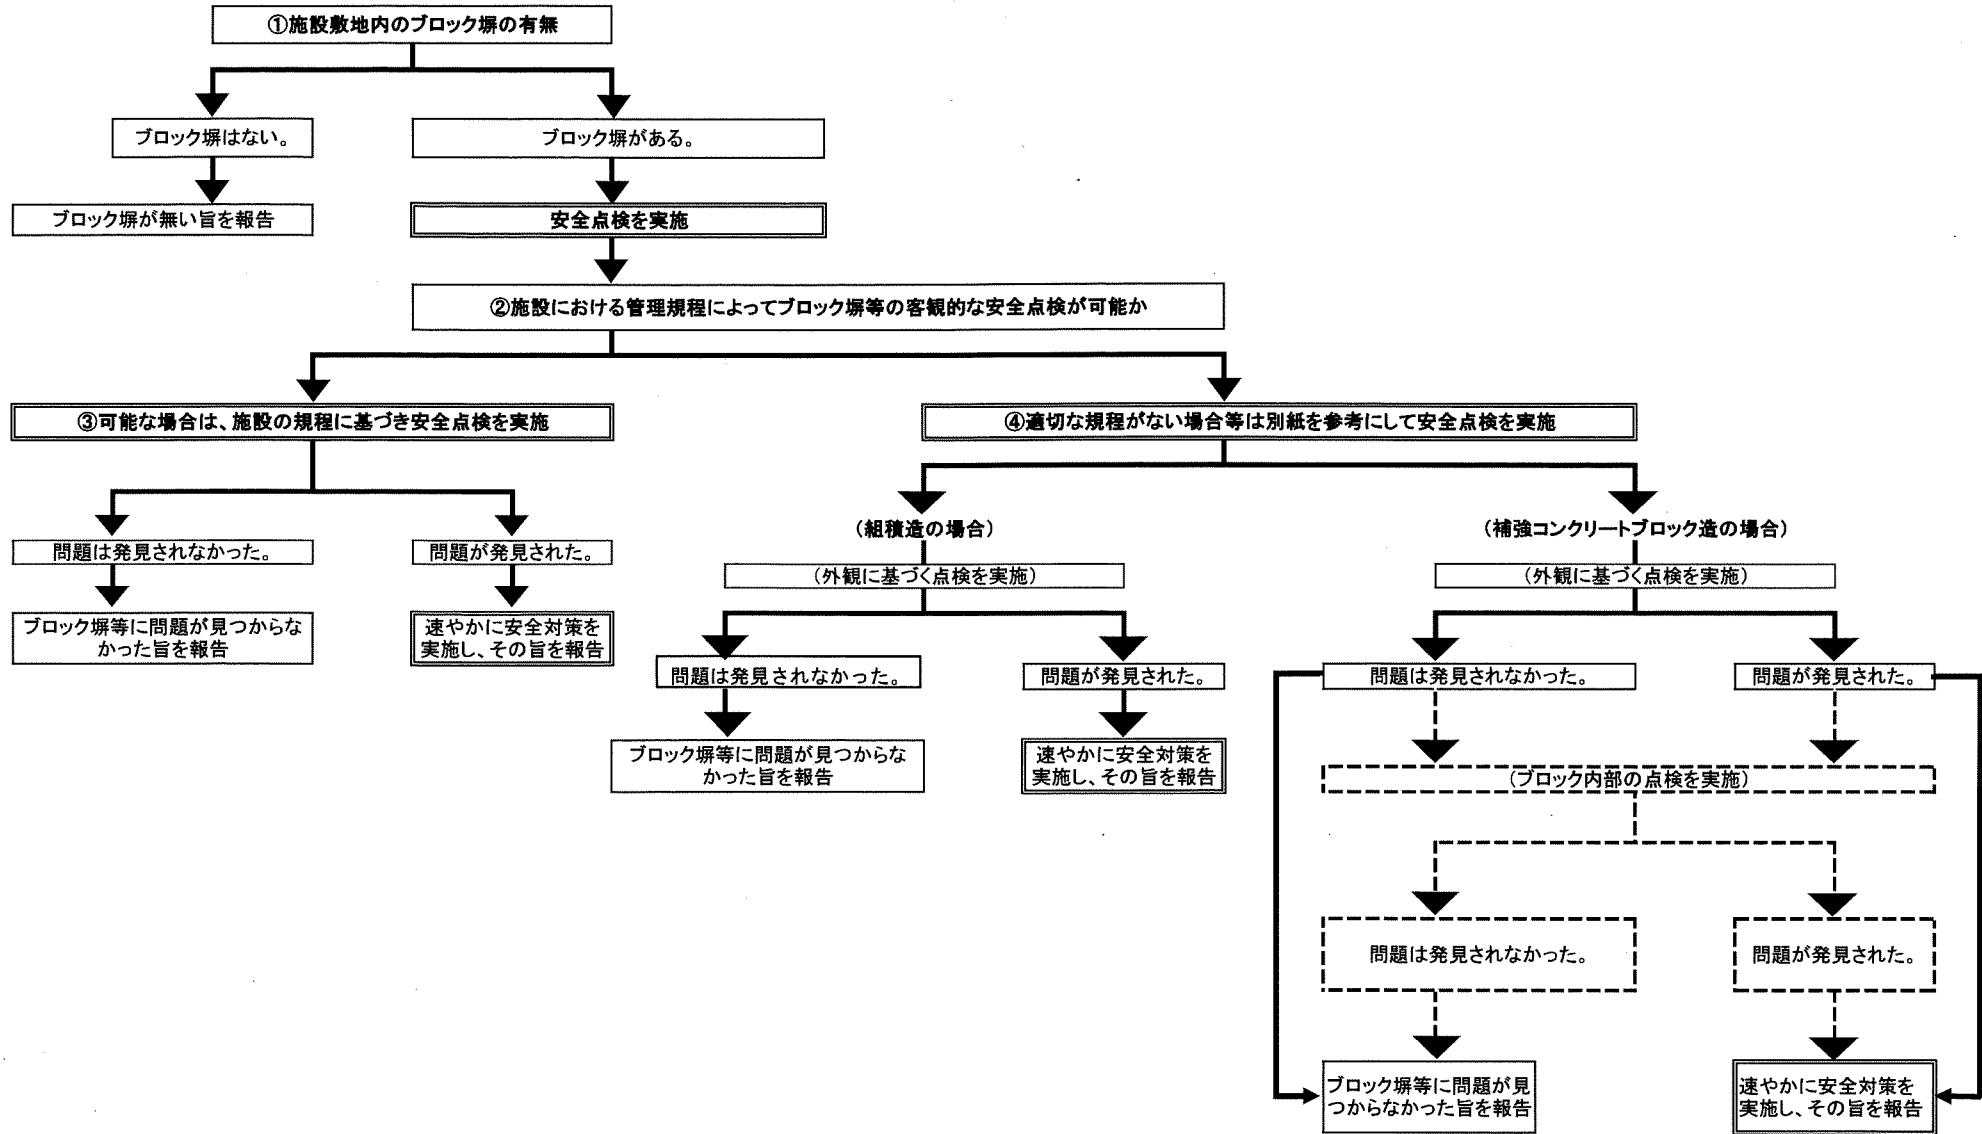 ①施設敷地内のブロック塀の有無
ブロック塀はない。
ブロック塀がある。
ブロック塀が無い旨を報告
安全点検を実施
②施設における管理規程によってブロック塀等の客観的な安全点検が可能か
③可能な場合は、施設の規程に基づき安全点検を実施
④適切な規程がない場合等は別紙を参考にして安全点検を実施
問題は発見されなかった。
問題が発見された。
ブロック塀等に問題が見つからな
かった旨を報告
速やかに安全対策を
実施し、その旨を報告
（組積造の場合）
（外観に基づく点検を実施）
問題は発見されなかった。
問題が発見された。
ブロック塀等に問題が見つからな
かった旨を報告
速やかに安全対策を
実施し、その旨を報告
（補強コンクリートブロック造の場合）
（外観に基づく点検を実施）
問題は発見されなかった。
問題が発見された。
（ブロック内部の点検を実施）
問題は発見されなかった。
問題が発見された。
ブロック塀等に問題が見
つからなかった旨を報告
速やかに安全対策を
実施し、その旨を報告